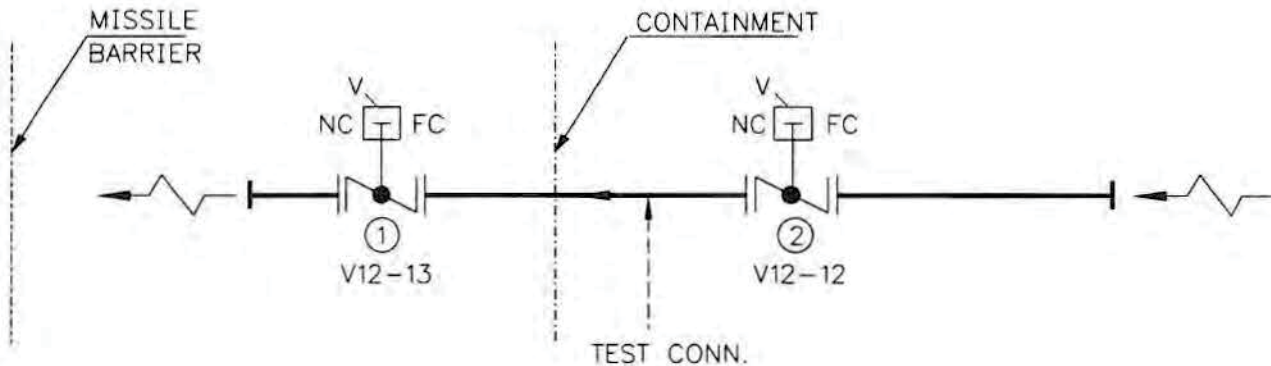 MISSILE
BARRIER
CONTAINMENT
V
NC FC
V
NC FC
1
V12-13
2
V12-12
TEST CONN.